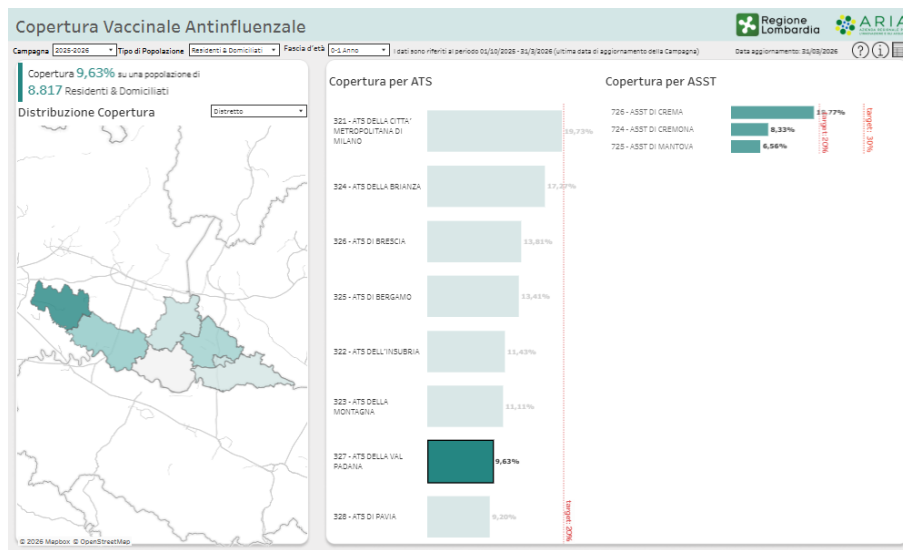 Copertura Vaccinale Antinfluenzale
Regione
Lombardia
ARIA
Campagna 2025-2026 Tipo di Popolazione Residenti & Domiciliati Fascia d'età 0-1 Anno I dati sono riferiti al periodo 01/10/2025 - 31/3/2026 (ultima data di aggiornamento della Campagna) Data aggiornamento: 31/03/2026
Copertura 9,63% su una popolazione di
8.817 Residenti & Domiciliati
Distribuzione Copertura Distretto
© 2026 Mapbox © OpenStreetMap
Copertura per ATS
321 - ATS DELLA CITTA'
METROPOLITANA DI
MILANO
19,73%
324 - ATS DELLA BRIANZA
17,27%
326 - ATS DI BRESCIA
13,81%
325 - ATS DI BERGAMO
13,41%
322 - ATS DELL'INSUBRIA
11,43%
323 - ATS DELLA
MONTAGNA
11,11%
327 - ATS DELLA VAL
PADANA
9,63%
328 - ATS DI PAVIA
9,20%
target: 20%
Copertura per ASST
726 - ASST DI CREMA
724 - ASST DI CREMONA 8,33%
725 - ASST DI MANTOVA 6,56%
target: 20%
target: 30%